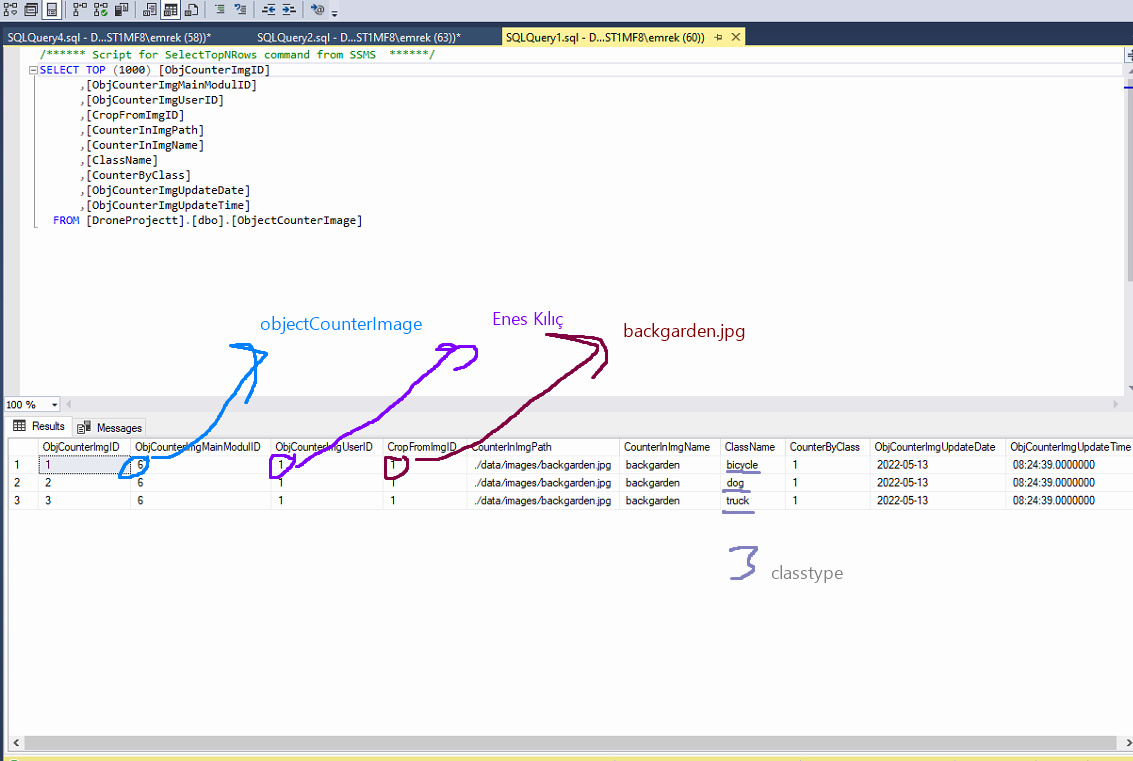 SQLQuery4.sql - D...ST1MF8\emrek (58))* SQLQuery2.sql - D...ST1MF8\emrek (63))* SQLQuery1.sql - D...ST1MF8\emrek (60))
/****** Script for SelectTopNRows command from SSMS  ******/
SELECT TOP (1000) [ObjCounterImgID]
,[ObjCounterImgMainModulID]
,[ObjCounterImgUserID]
,[CropFromImgID]
,[CounterInImgPath]
,[CounterInImgName]
,[ClassName]
,[CounterByClass]
,[ObjCounterImgUpdateDate]
,[ObjCounterImgUpdateTime]
FROM [DroneProjectt].[dbo].[ObjectCounterImage]
objectCounterImage Enes Kılıç backgarden.jpg
100 %
Results Messages
ObjCounterImgID ObjCounterImgMainModulID ObjCounterImgUserID CropFromImgID CounterInImgPath CounterInImgName ClassName CounterByClass ObjCounterImgUpdateDate ObjCounterImgUpdateTime
1 1 6 1 1 ./data/images/backgarden.jpg backgarden bicycle 1 2022-05-13 08:24:39.0000000
2 2 6 1 1 ./data/images/backgarden.jpg backgarden dog 1 2022-05-13 08:24:39.0000000
3 3 6 1 1 ./data/images/backgarden.jpg backgarden truck 1 2022-05-13 08:24:39.0000000
3 classtype